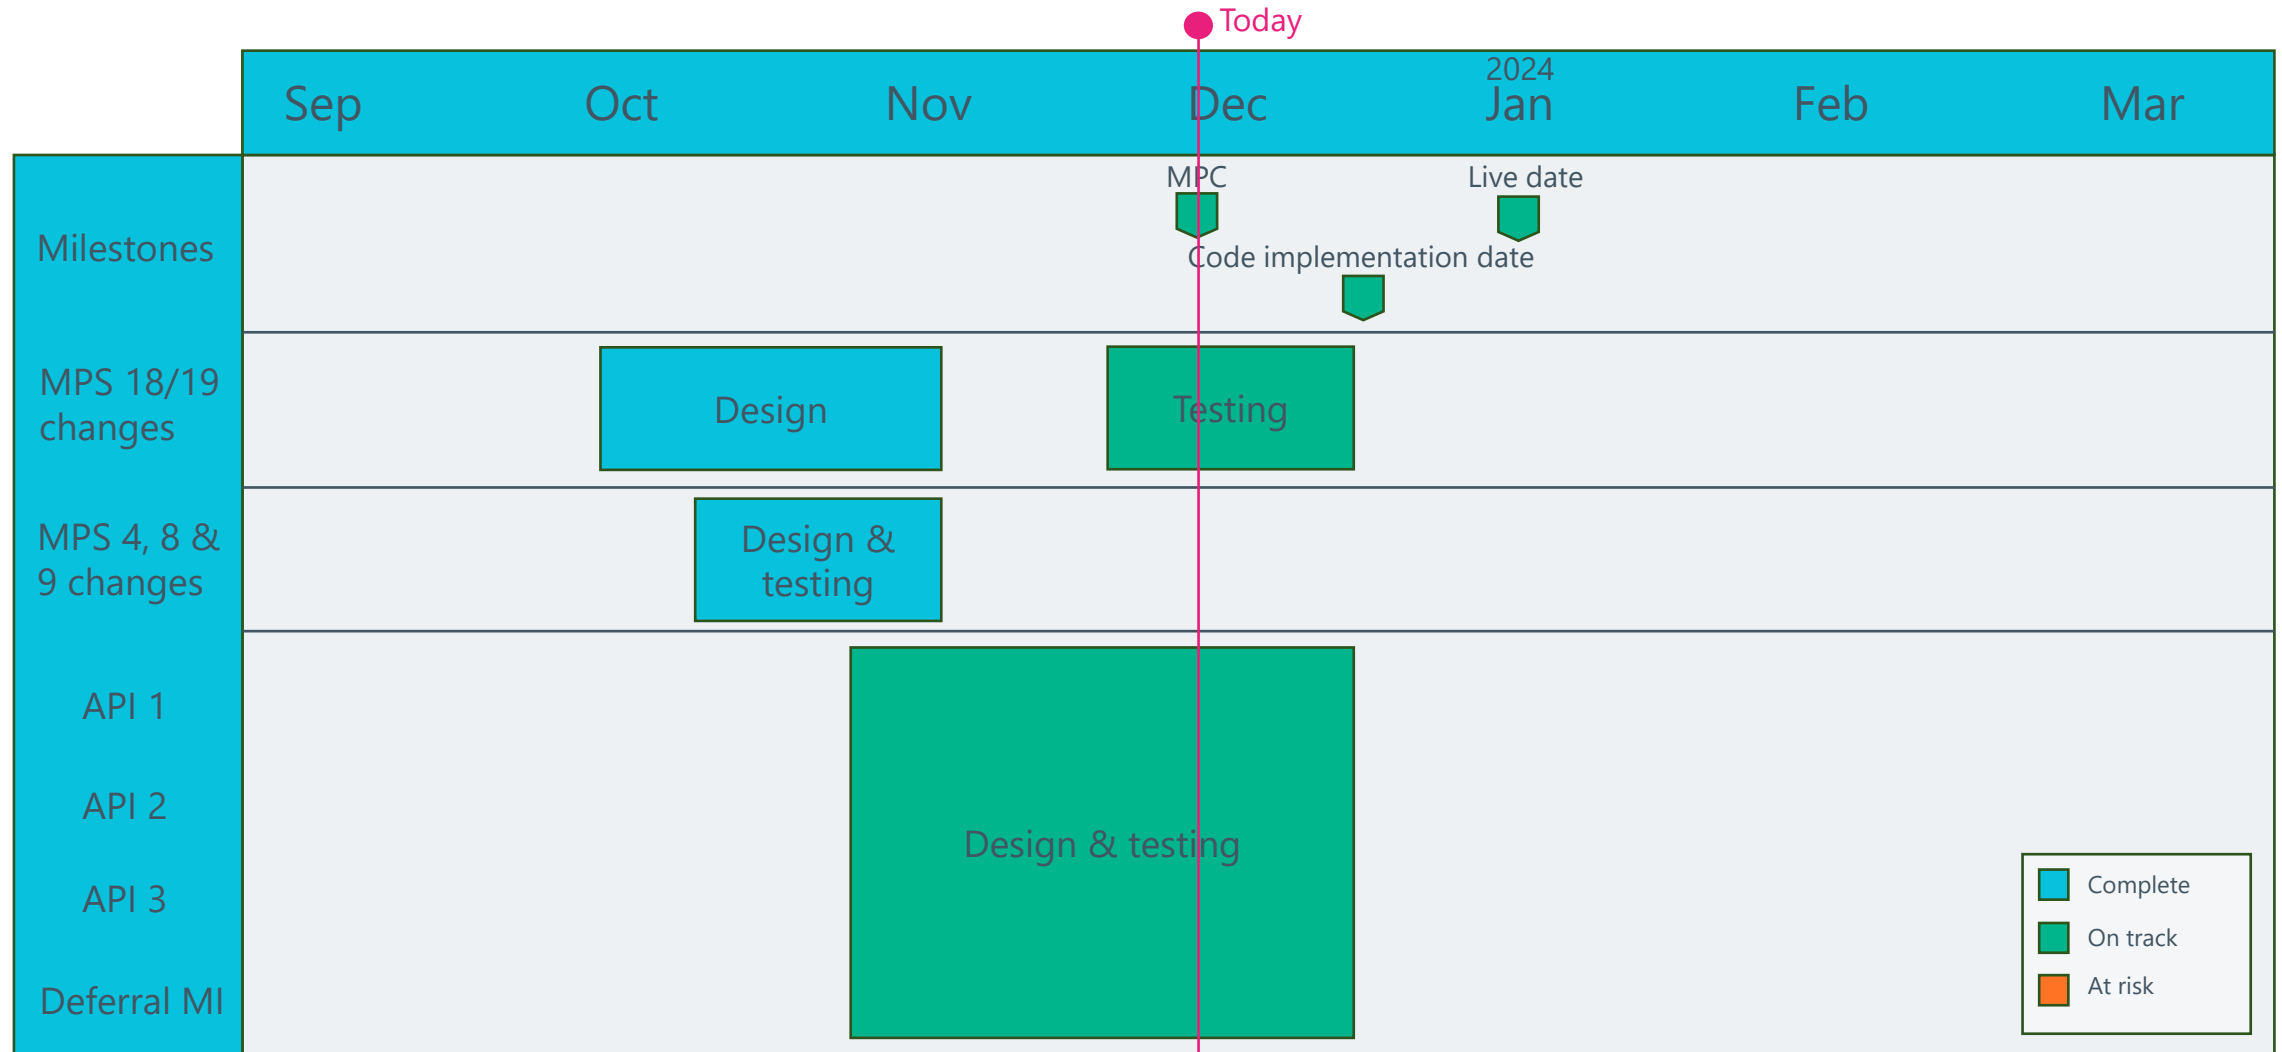 Today
2024
Sep Oct Nov Dec Jan Feb Mar
MPC Live date
Milestones
Code implementation date
MPS 18/19
changes
Design
Testing
MPS 4, 8 &
9 changes
Design &
testing
API 1
API 2
Design & testing
API 3
Deferral MI
Complete
On track
At risk